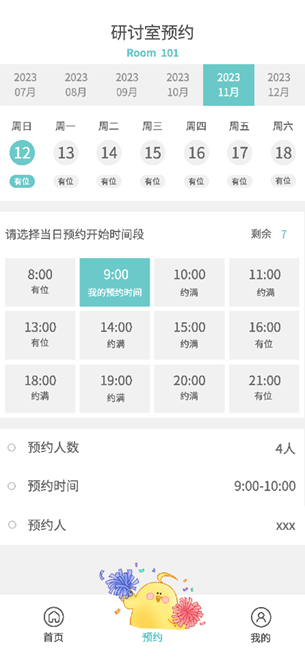 研讨室预约
Room 101
2023 2023 2023 2023 2023 2023
07月 08月 09月 10月 11月 12月
周日 周一 周二 周三 周四 周五 周六
12 13 14 15 16 17 18
有位 有位 有位 有位 有位 有位 有位
请选择当日预约开始时间段 剩余 7
8:00 9:00 10:00 11:00
有位 我的预约时间 约满 约满
13:00 14:00 15:00 16:00
有位 约满 约满 有位
18:00 19:00 20:00 21:00
约满 约满 约满 有位
预约人数 4人
预约时间 9:00-10:00
预约人 xxx
首页 预约 我的